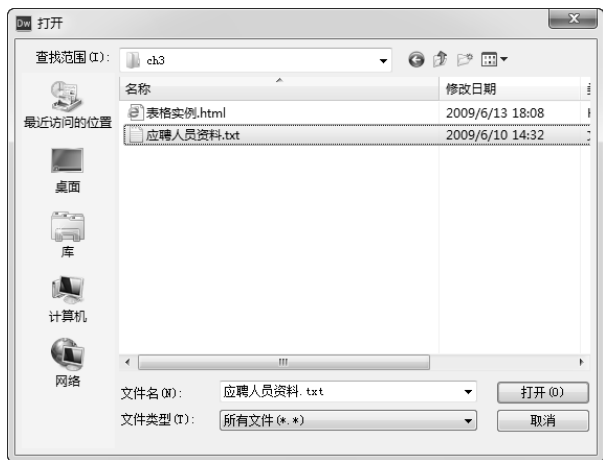 Dw 打开
查找范围(I): ch3
名称 修改日期
表格实例.html 2009/6/13 18:08
应聘人员资料.txt 2009/6/10 14:32
最近访问的位置
桌面
库
计算机
网络
文件名(N): 应聘人员资料.txt 打开(O)
文件类型(T): 所有文件(*.*) 取消